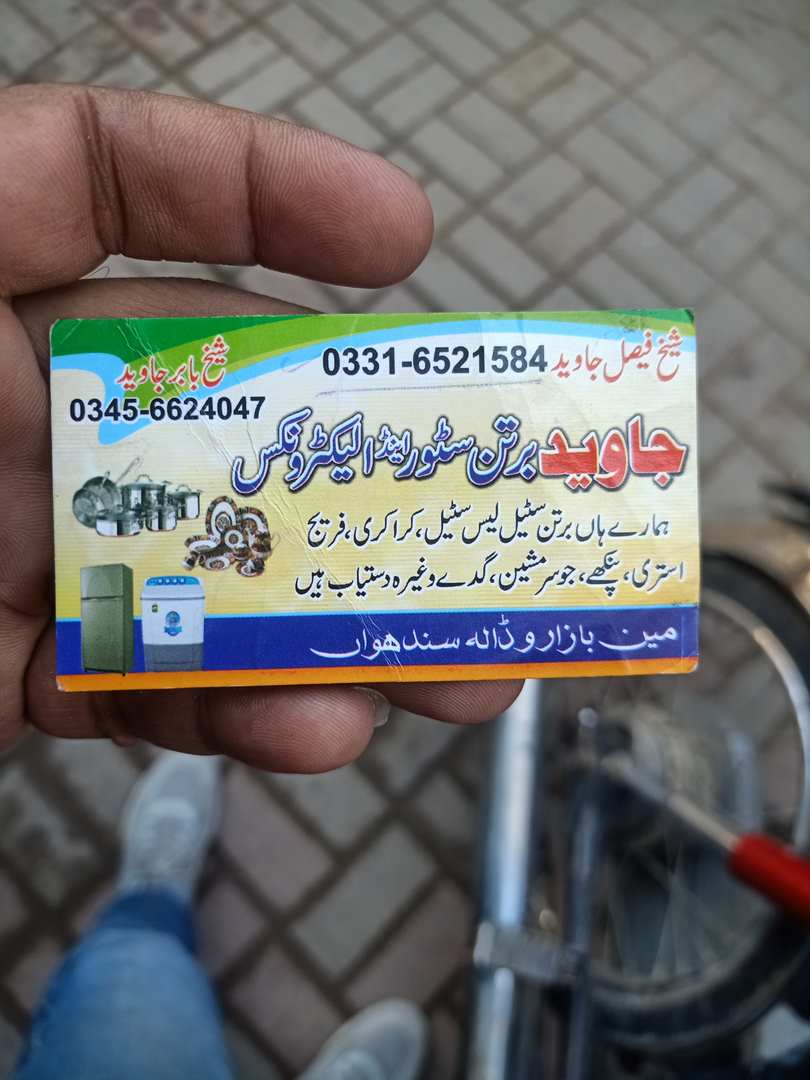 شیخ فیصل جاوید 0331-6521584
شیخ بابر جاوید
0345-6624047
جاوید برتن سٹور اینڈ الیکٹرونکس
ہمارے ہاں برتن سٹیل لیس سٹیل، کراکری، فریج
استری، پنکھے، جوسر مشین، گدے وغیرہ دستیاب ہیں
مین بازار وڈالہ سندھواں